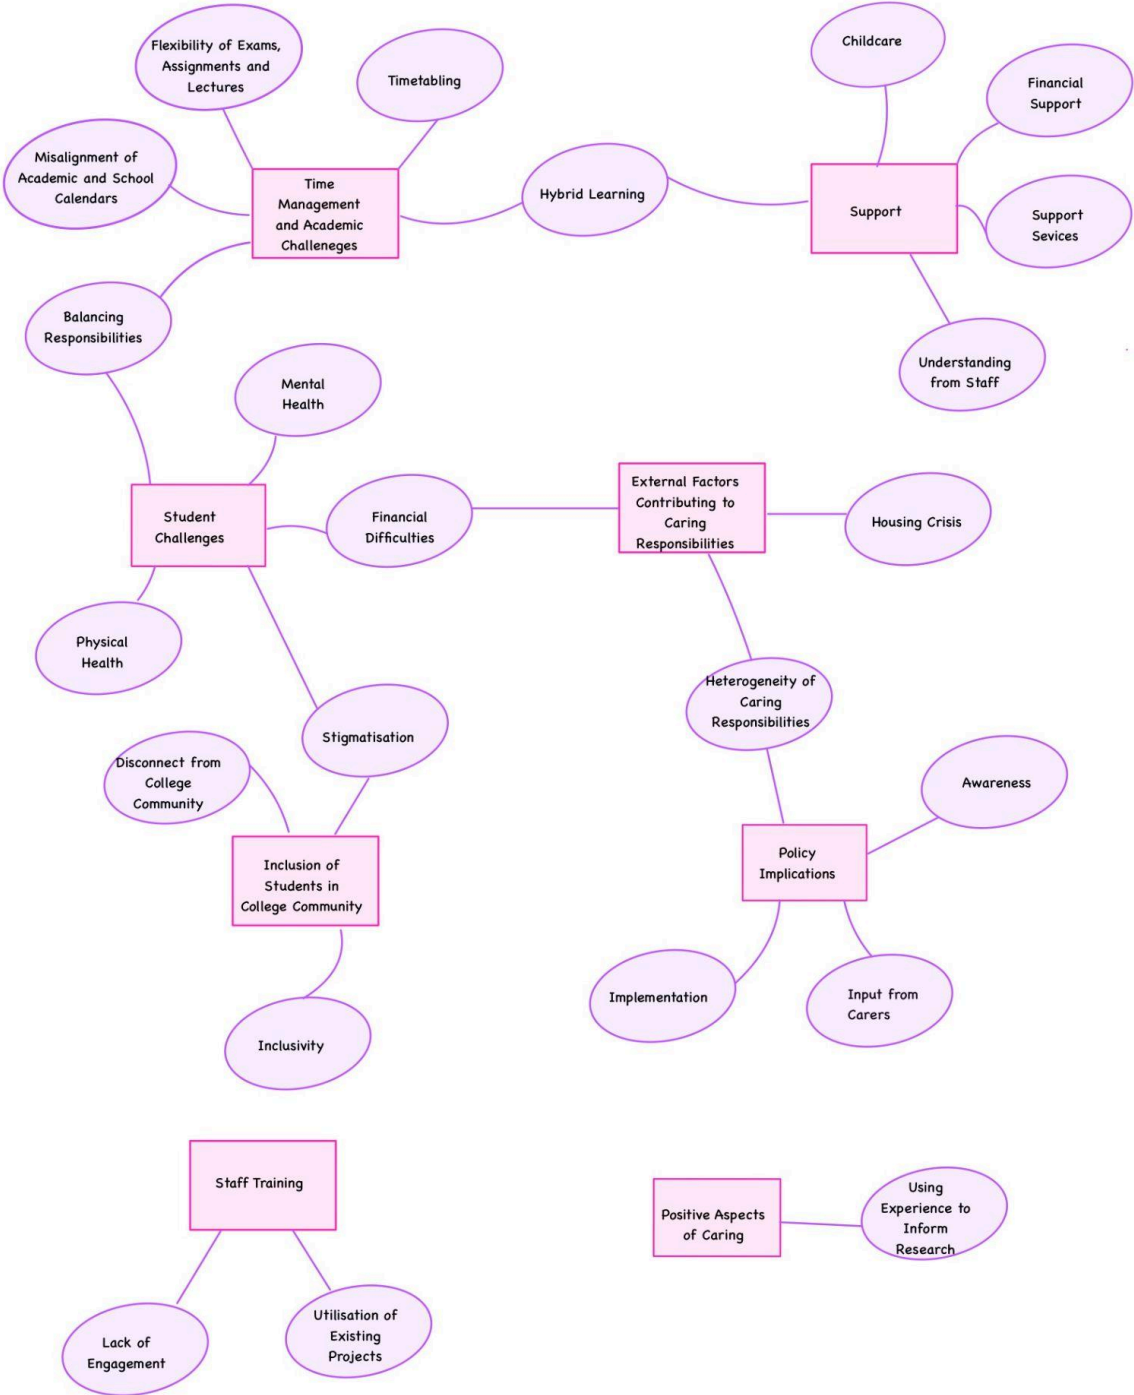 Flexibility of Exams,
Assignments and
Lectures
Timetabling
Childcare
Financial
Support
Misalignment of
Academic and School
Calendars
Time
Management
and Academic
Challeneges
Hybrid Learning
Support
Support
Sevices
Balancing
Responsibilities
Understanding
from Staff
Mental
Health
Student
Challenges
Financial
Difficulties
External Factors
Contributing to
Caring
Responsibilities
Housing Crisis
Physical
Health
Heterogeneity of
Caring
Responsibilities
Stigmatisation
Disconnect from
College
Community
Awareness
Inclusion of
Students in
College Community
Policy
Implications
Implementation
Input from
Carers
Inclusivity
Staff Training
Positive Aspects
of Caring
Using
Experience to
Inform
Research
Lack of
Engagement
Utilisation of
Existing
Projects